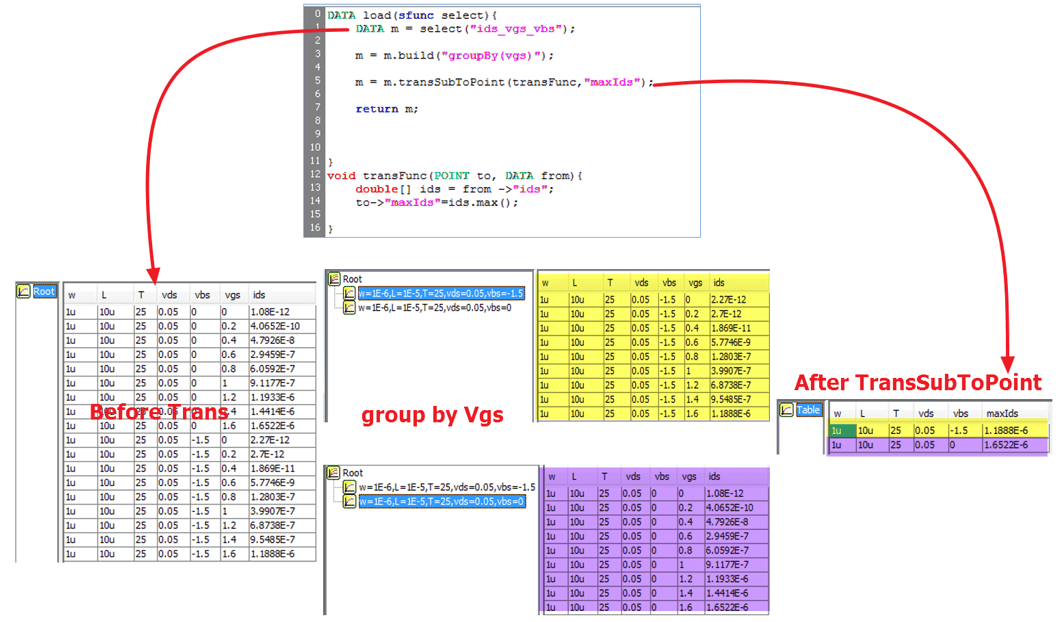 0 DATA load(sfunc select){
1 DATA m = select("ids_vgs_vbs");
2
3 m = m.build("groupBy(vgs)");
4
5 m = m.transSubToPoint(transFunc,"maxIds");
6
7 return m;
8
9
10
11 }
12 void transFunc(POINT to, DATA from){
13 double[] ids = from ->"ids";
14 to->"maxIds"=ids.max();
15
16 }
Root
w L T vds vbs vgs ids
1u 10u 25 0.05 0 0 1.08E-12
1u 10u 25 0.05 0 0.2 4.0652E-10
1u 10u 25 0.05 0 0.4 4.7926E-8
1u 10u 25 0.05 0 0.6 2.9459E-7
1u 10u 25 0.05 0 0.8 6.0592E-7
1u 10u 25 0.05 0 1 9.1177E-7
1u 10u 25 0.05 0 1.2 1.1933E-6
1u 10u 25 0.05 0 1.4 1.4414E-6
1u 10u 25 0.05 0 1.6 1.6522E-6
1u 10u 25 0.05 -1.5 0 2.27E-12
1u 10u 25 0.05 -1.5 0.2 2.7E-12
1u 10u 25 0.05 -1.5 0.4 1.869E-11
1u 10u 25 0.05 -1.5 0.6 5.7746E-9
1u 10u 25 0.05 -1.5 0.8 1.2803E-7
1u 10u 25 0.05 -1.5 1 3.9907E-7
1u 10u 25 0.05 -1.5 1.2 6.8738E-7
1u 10u 25 0.05 -1.5 1.4 9.5485E-7
1u 10u 25 0.05 -1.5 1.6 1.1888E-6
Before Trans
Root
w=1E-6,L=1E-5,T=25,vds=0.05,vbs=-1.5
w=1E-6,L=1E-5,T=25,vds=0.05,vbs=0
w L T vds vbs vgs ids
1u 10u 25 0.05 -1.5 0 2.27E-12
1u 10u 25 0.05 -1.5 0.2 2.7E-12
1u 10u 25 0.05 -1.5 0.4 1.869E-11
1u 10u 25 0.05 -1.5 0.6 5.7746E-9
1u 10u 25 0.05 -1.5 0.8 1.2803E-7
1u 10u 25 0.05 -1.5 1 3.9907E-7
1u 10u 25 0.05 -1.5 1.2 6.8738E-7
1u 10u 25 0.05 -1.5 1.4 9.5485E-7
1u 10u 25 0.05 -1.5 1.6 1.1888E-6
group by Vgs
Root
w=1E-6,L=1E-5,T=25,vds=0.05,vbs=-1.5
w=1E-6,L=1E-5,T=25,vds=0.05,vbs=0
w L T vds vbs vgs ids
1u 10u 25 0.05 0 0 1.08E-12
1u 10u 25 0.05 0 0.2 4.0652E-10
1u 10u 25 0.05 0 0.4 4.7926E-8
1u 10u 25 0.05 0 0.6 2.9459E-7
1u 10u 25 0.05 0 0.8 6.0592E-7
1u 10u 25 0.05 0 1 9.1177E-7
1u 10u 25 0.05 0 1.2 1.1933E-6
1u 10u 25 0.05 0 1.4 1.4414E-6
1u 10u 25 0.05 0 1.6 1.6522E-6
After TransSubToPoint
Table
w L T vds vbs maxIds
1u 10u 25 0.05 -1.5 1.1888E-6
1u 10u 25 0.05 0 1.6522E-6